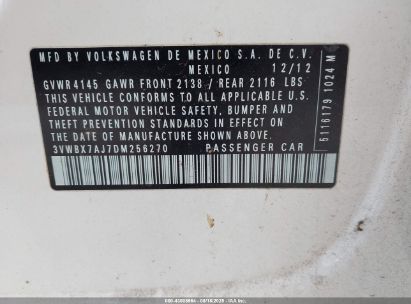 MFD BY VOLKSWAGEN DE MEXICO S.A. DE C.V.
MEXICO 12/12
GVWR 4145 GAWR FRONT 2138 / REAR 2116 LBS
THIS VEHICLE CONFORMS TO ALL APPLICABLE U.S.
FEDERAL MOTOR VEHICLE SAFETY, BUMPER AND
THEFT PREVENTION STANDARDS IN EFFECT ON
THE DATE OF MANUFACTURE SHOWN ABOVE.
3VWBX7AJ7DM256270 PASSENGER CAR
5116179 1024 M